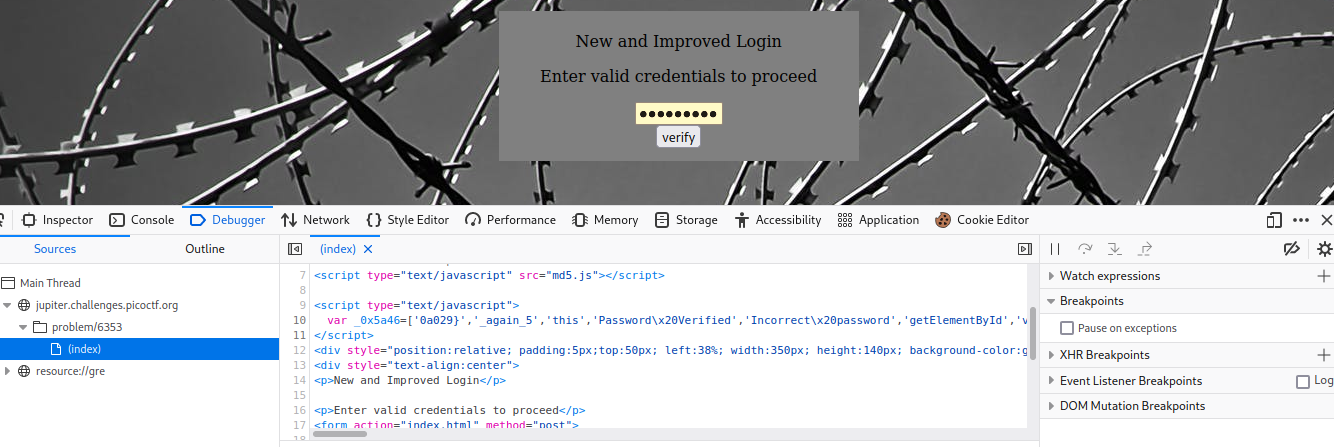 New and Improved Login
Enter valid credentials to proceed
●●●●●●●●●
verify
Inspector Console Debugger Network Style Editor Performance Memory Storage Accessibility Application Cookie Editor
Sources Outline (index)
Main Thread
jupiter.challenges.picoctf.org
problem/6353
(index)
resource://gre
7 <script type="text/javascript" src="md5.js"></script>
8
9 <script type="text/javascript">
10 var _0x5a46=['0a029}','_again_5','this','Password\x20Verified','Incorrect\x20password','getElementById','v
11 </script>
12 <div style="position:relative; padding:5px;top:50px; left:38%; width:350px; height:140px; background-color:g
13 <div style="text-align:center">
14 <p>New and Improved Login</p>
15
16 <p>Enter valid credentials to proceed</p>
17 <form action="index.html" method="post">
Watch expressions
Breakpoints
Pause on exceptions
XHR Breakpoints
Event Listener Breakpoints Log
DOM Mutation Breakpoints